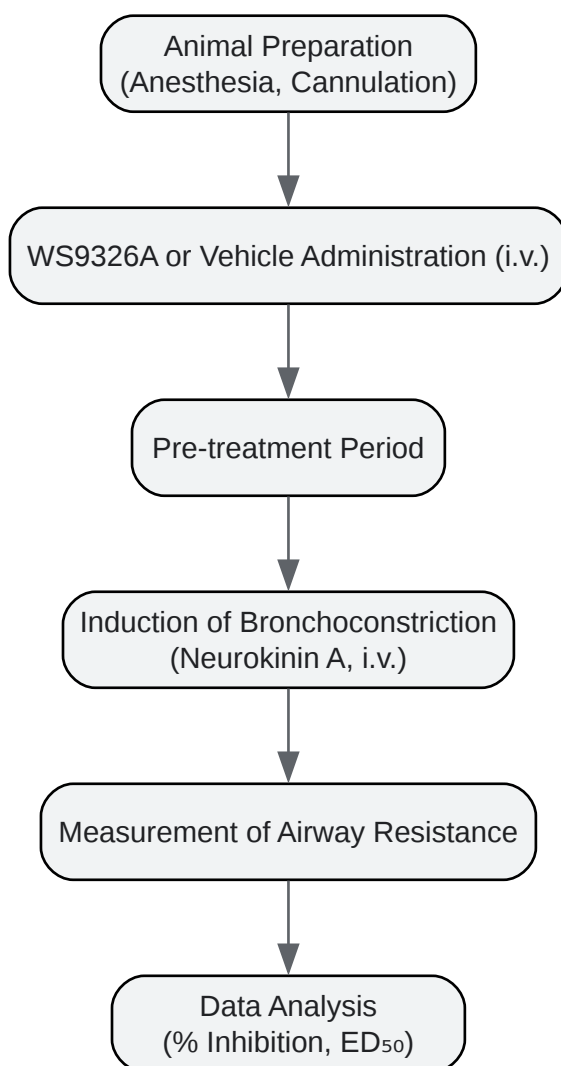 Animal Preparation
(Anesthesia, Cannulation)
WS9326A or Vehicle Administration (i.v.)
Pre-treatment Period
Induction of Bronchoconstriction
(Neurokinin A, i.v.)
Measurement of Airway Resistance
Data Analysis
(% Inhibition, ED₅₀)